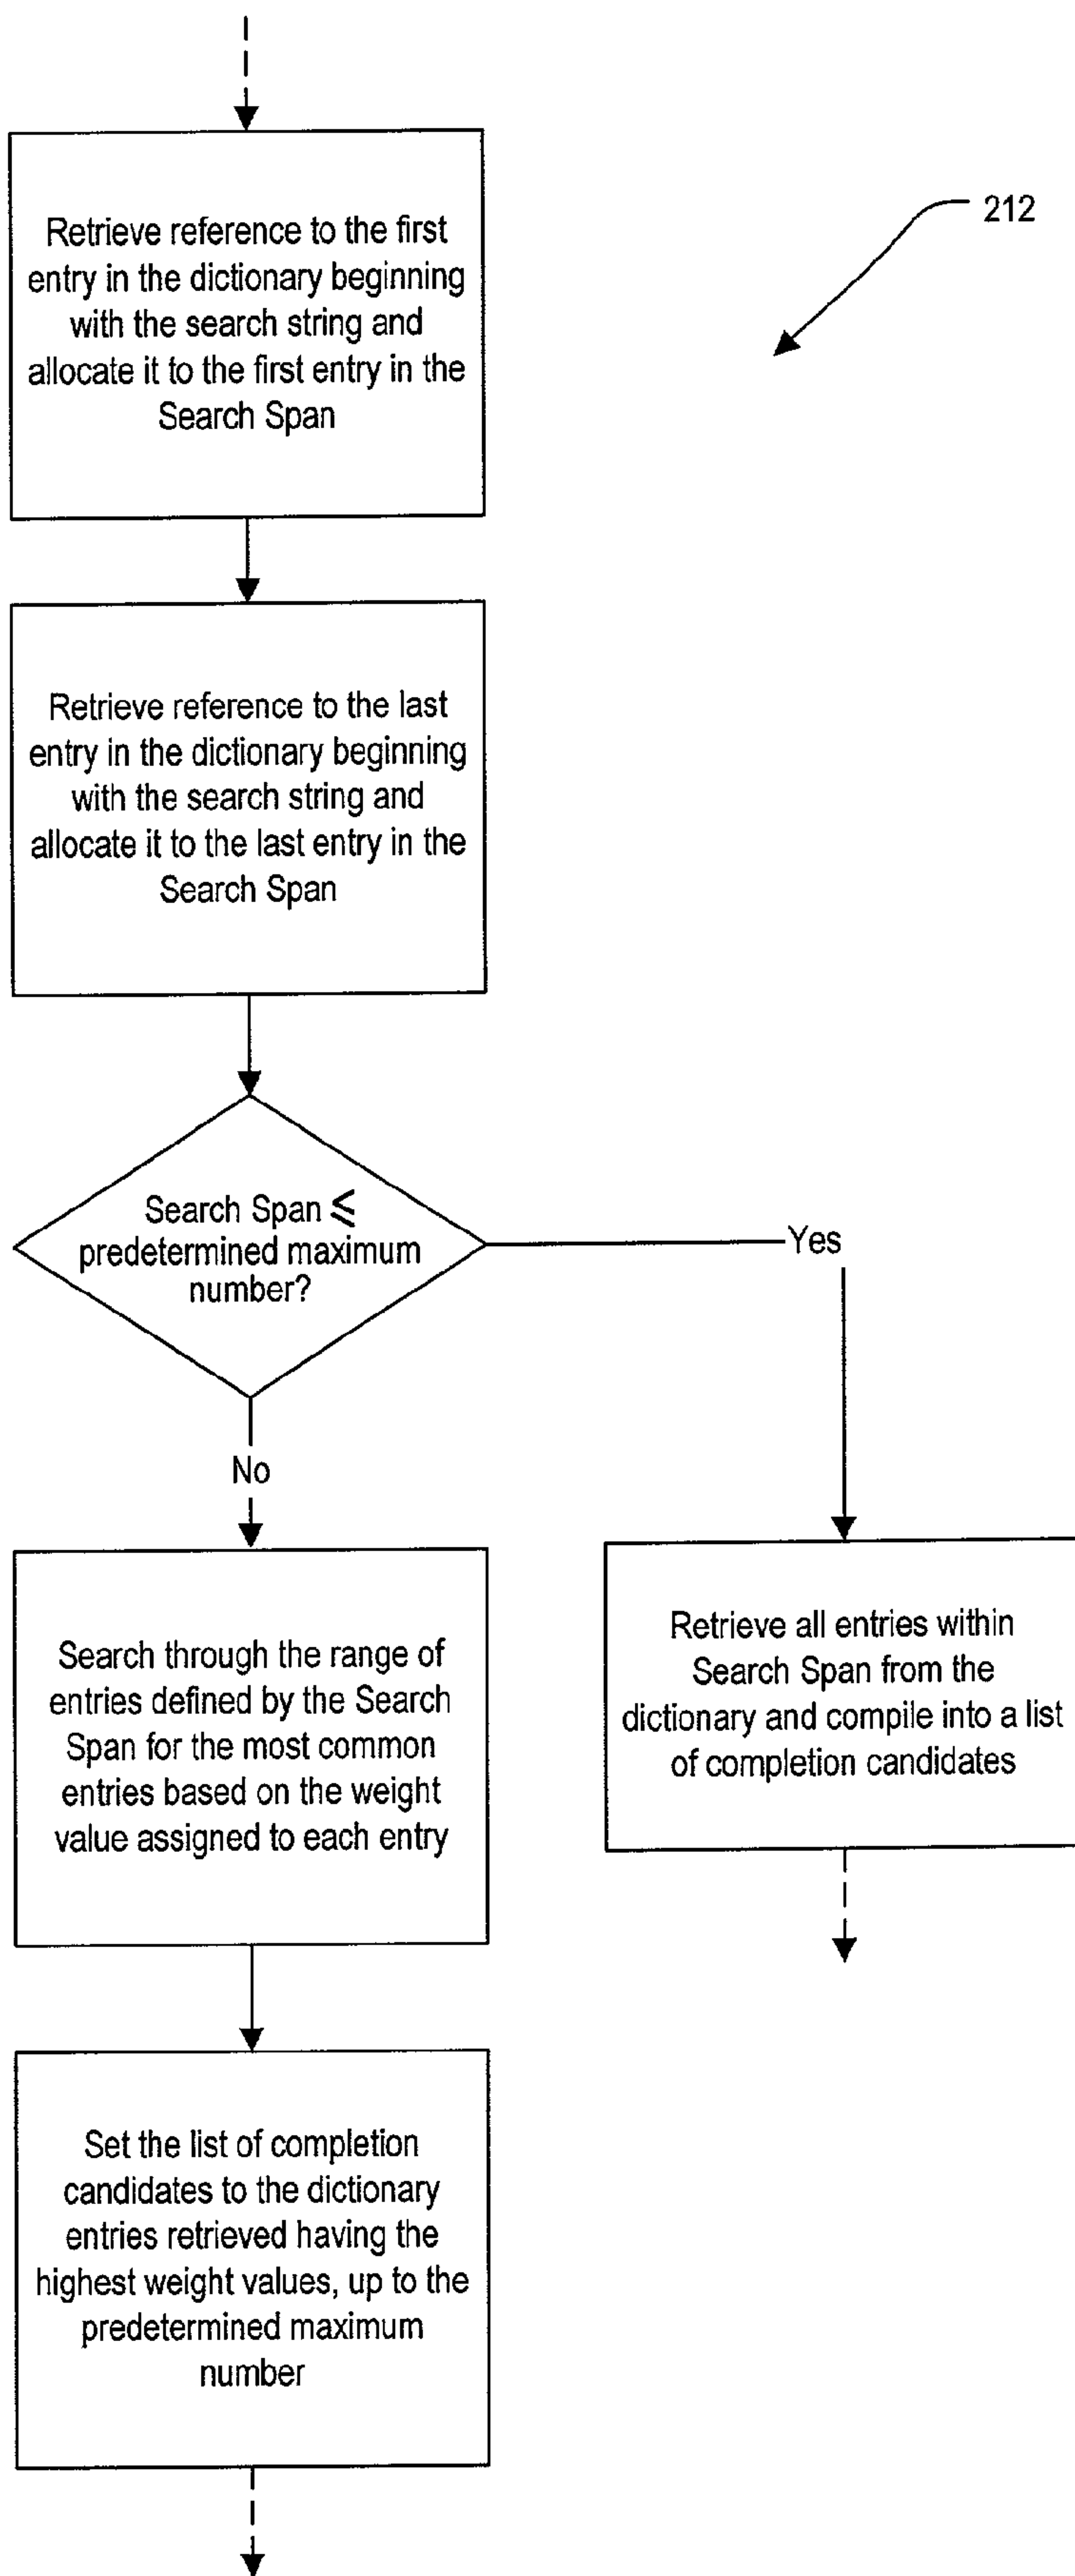 212
Retrieve reference to the first
entry in the dictionary beginning
with the search string and
allocate it to the first entry in the
Search Span
Retrieve reference to the last
entry in the dictionary beginning
with the search string and
allocate it to the last entry in the
Search Span
Search Span ⩽
predetermined maximum
number?
Yes
No
Search through the range of
entries defined by the Search
Span for the most common
entries based on the weight
value assigned to each entry
Retrieve all entries within
Search Span from the
dictionary and compile into a list
of completion candidates
Set the list of completion
candidates to the dictionary
entries retrieved having the
highest weight values, up to the
predetermined maximum
number